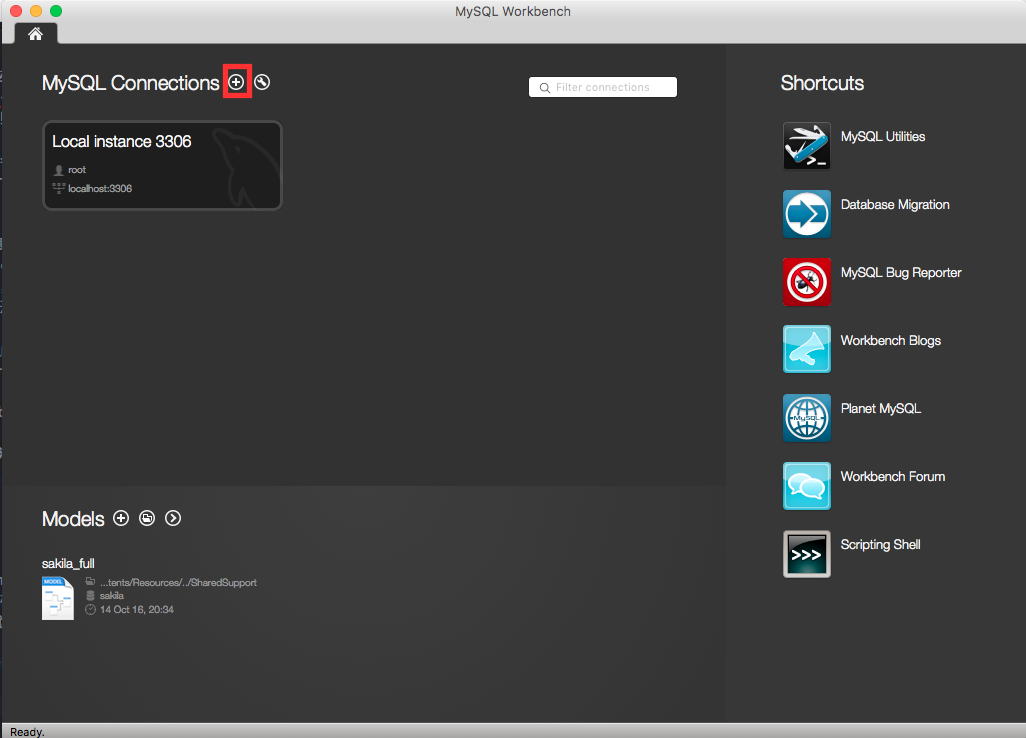 MySQL Workbench
MySQL Connections
Filter connections
Local instance 3306
root
localhost:3306
Shortcuts
MySQL Utilities
Database Migration
MySQL Bug Reporter
Workbench Blogs
MySQL
Planet MySQL
Workbench Forum
>>>
Scripting Shell
Models
sakila_full
MODEL
...tents/Resources/../SharedSupport
sakila
14 Oct 16, 20:34
Ready.